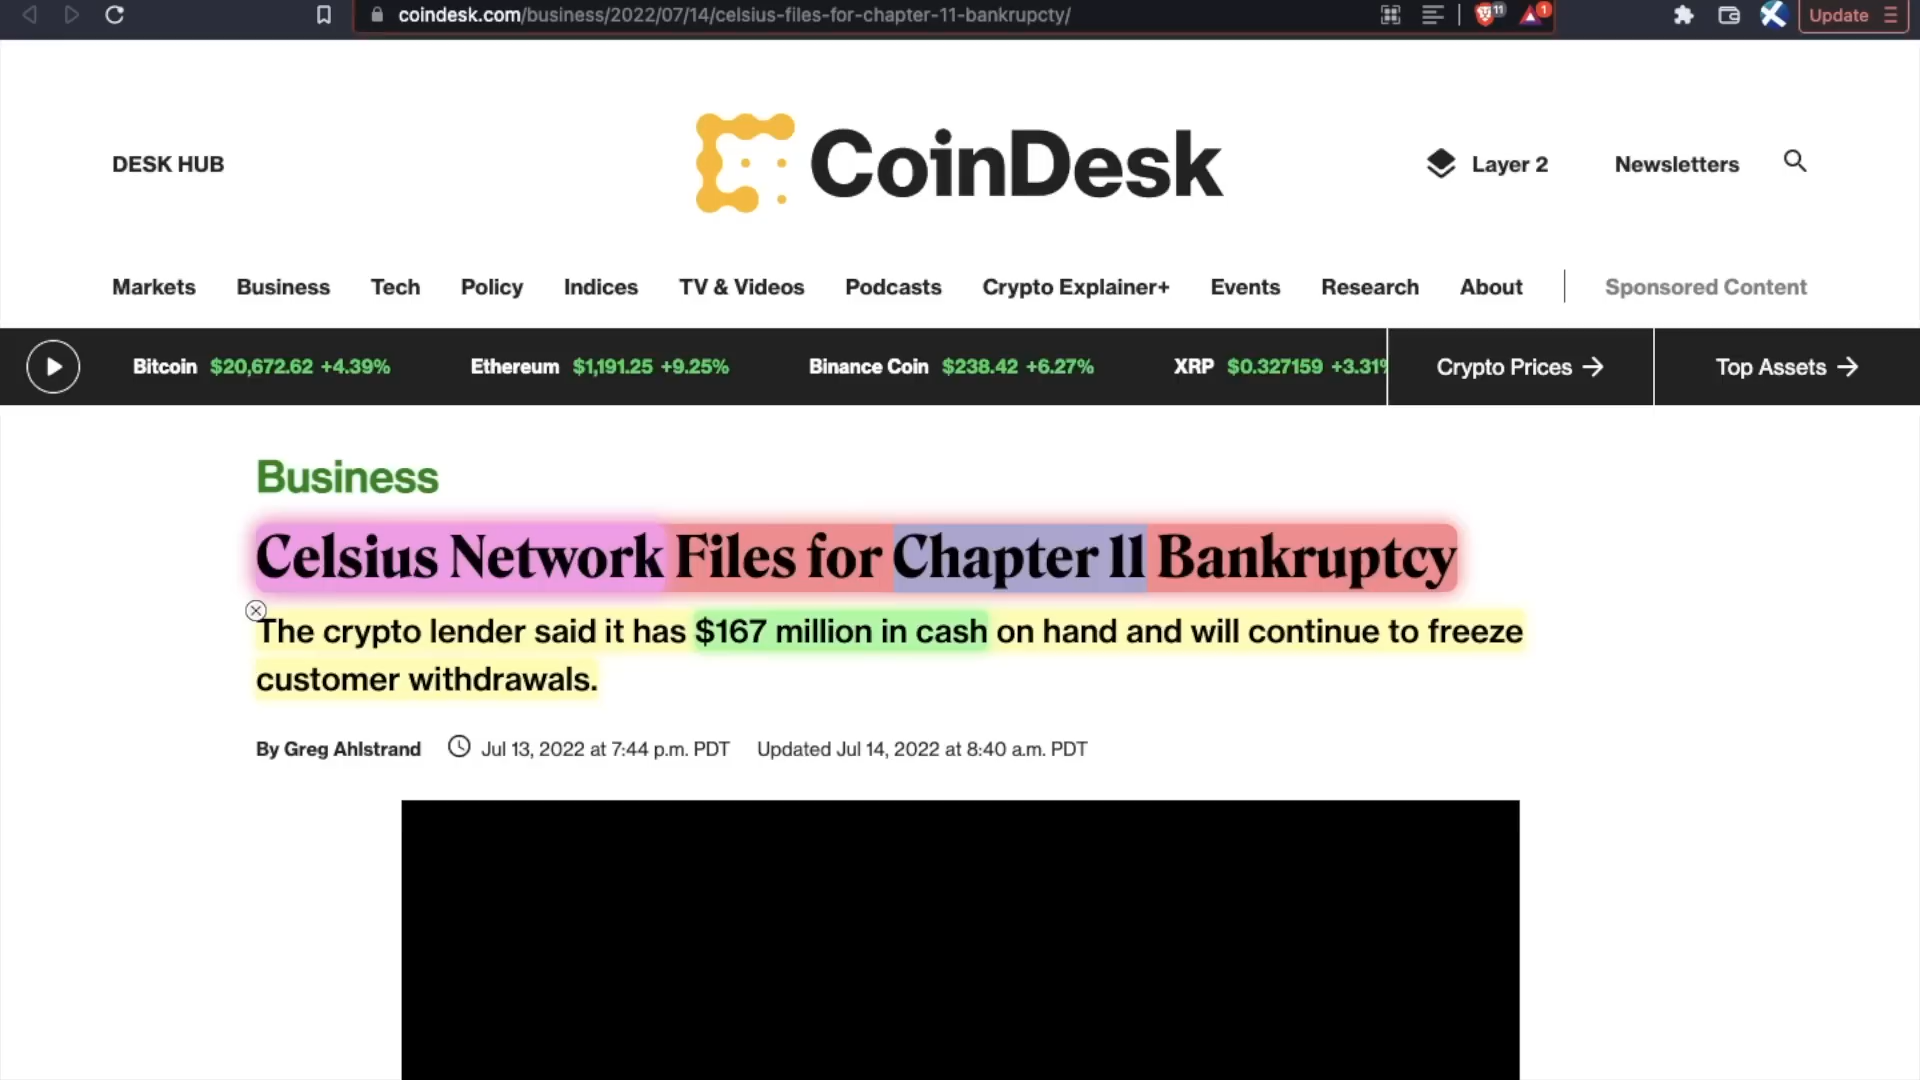 coindesk.com/business/2022/07/14/celsius-files-for-chapter-11-bankrupcty/
11
1
Update
DESK HUB
CoinDesk
Layer 2
Newsletters
Markets Business Tech Policy Indices TV & Videos Podcasts Crypto Explainer+ Events Research About Sponsored Content
Bitcoin $20,672.62 +4.39% Ethereum $1,191.25 +9.25% Binance Coin $238.42 +6.27% XRP $0.327159 +3.31% Crypto Prices → Top Assets →
Business
Celsius Network Files for Chapter 11 Bankruptcy
The crypto lender said it has $167 million in cash on hand and will continue to freeze
customer withdrawals.
By Greg Ahlstrand Jul 13, 2022 at 7:44 p.m. PDT Updated Jul 14, 2022 at 8:40 a.m. PDT